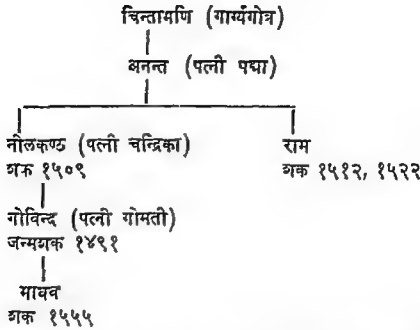 चिन्तामणि (गार्ग्यगोत्र)
अनन्त (पत्नी पद्मा)
नीलकण्ठ (पत्नी चन्द्रिका) राम
शक १५०९ शक १५१२, १५२२
गोविन्द (पत्नी गोमती)
जन्मशक १४९१
माधव
शक १५५५